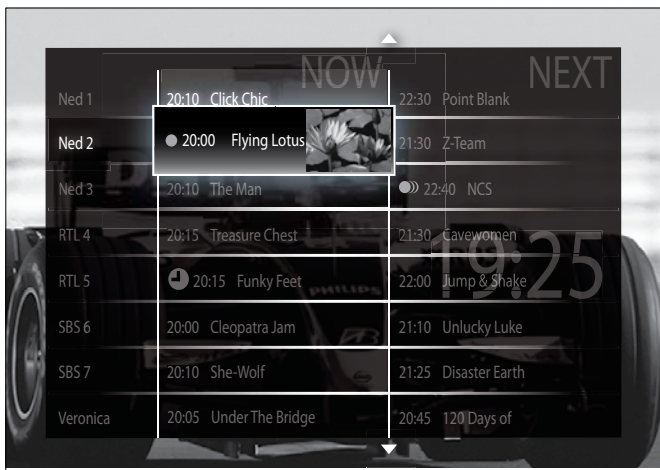 NOW NEXT
Ned 1 20:10 Click Chic 22:30 Point Blank
Ned 2 20:00 Flying Lotus 21:30 Z-Team
Ned 3 20:10 The Man 22:40 NCS
RTL 4 20:15 Treasure Chest 21:30 Cavewomen
19:25
RTL 5 20:15 Funky Feet 22:00 Jump & Shake
PHILIPS
SBS 6 20:00 Cleopatra Jam 21:10 Unlucky Luke
SBS 7 20:10 She-Wolf 21:25 Disaster Earth
Veronica 20:05 Under The Bridge 20:45 120 Days of